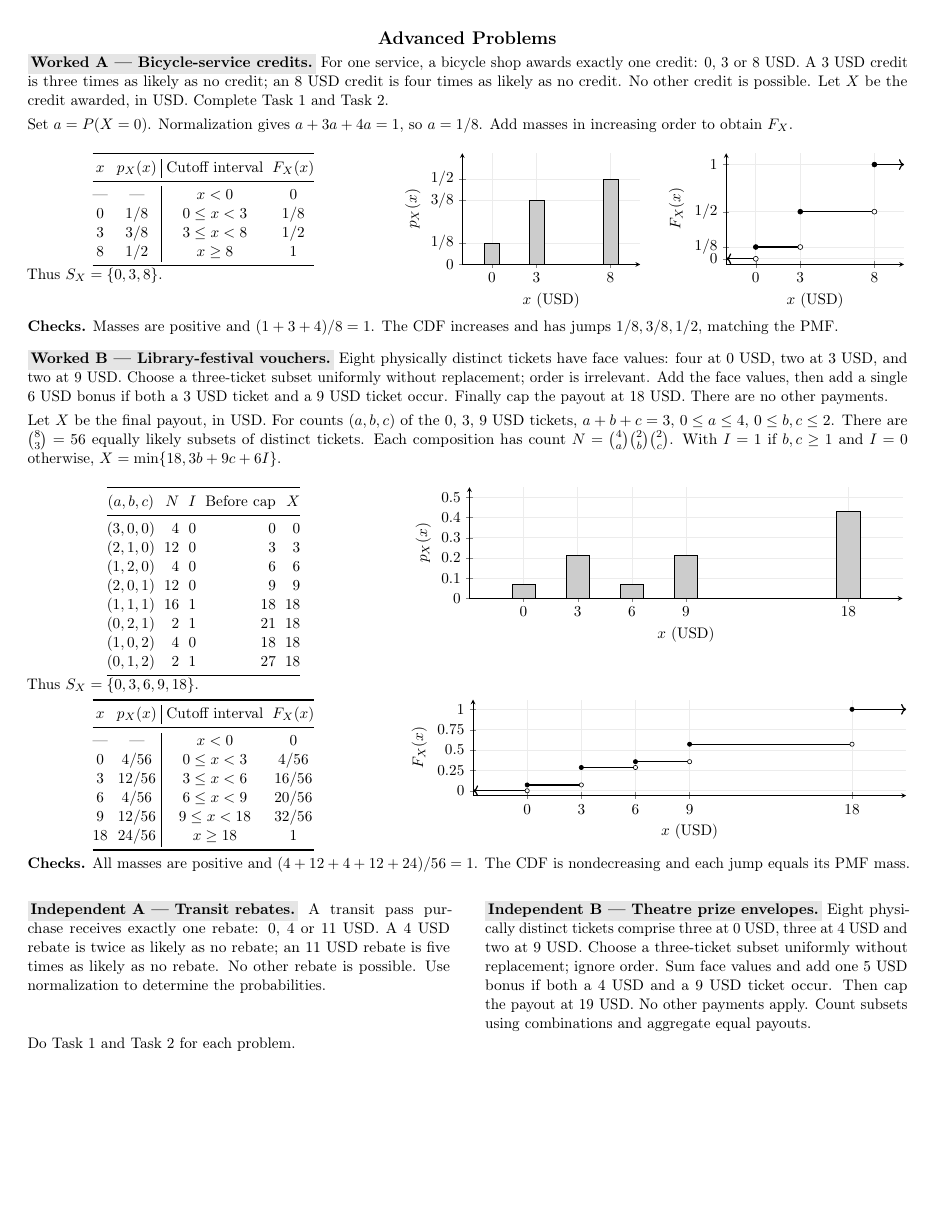 Advanced Problems
Worked A — Bicycle-service credits. For one service, a bicycle shop awards exactly one credit: 0, 3 or 8 USD. A 3 USD credit
is three times as likely as no credit; an 8 USD credit is four times as likely as no credit. No other credit is possible. Let X be the
credit awarded, in USD. Complete Task 1 and Task 2.
Set a = P(X = 0). Normalization gives a + 3a + 4a = 1, so a = 1/8. Add masses in increasing order to obtain F_X.
x p_X(x) Cutoff interval F_X(x)
— — x < 0 0
0 1/8 0 ≤ x < 3 1/8
3 3/8 3 ≤ x < 8 1/2
8 1/2 x ≥ 8 1
Thus S_X = {0, 3, 8}.
p_X(x)
1/2
3/8
1/8
0
0 3 8
x (USD)
F_X(x)
1
1/2
1/8
0
0 3 8
x (USD)
Checks. Masses are positive and (1 + 3 + 4)/8 = 1. The CDF increases and has jumps 1/8, 3/8, 1/2, matching the PMF.
Worked B — Library-festival vouchers. Eight physically distinct tickets have face values: four at 0 USD, two at 3 USD, and
two at 9 USD. Choose a three-ticket subset uniformly without replacement; order is irrelevant. Add the face values, then add a single
6 USD bonus if both a 3 USD ticket and a 9 USD ticket occur. Finally cap the payout at 18 USD. There are no other payments.
Let X be the final payout, in USD. For counts (a, b, c) of the 0, 3, 9 USD tickets, a + b + c = 3, 0 ≤ a ≤ 4, 0 ≤ b, c ≤ 2. There are
(8 3) = 56 equally likely subsets of distinct tickets. Each composition has count N = (4 a)(2 b)(2 c). With I = 1 if b, c ≥ 1 and I = 0
otherwise, X = min{18, 3b + 9c + 6I}.
(a, b, c) N I Before cap X
(3, 0, 0) 4 0 0 0
(2, 1, 0) 12 0 3 3
(1, 2, 0) 4 0 6 6
(2, 0, 1) 12 0 9 9
(1, 1, 1) 16 1 18 18
(0, 2, 1) 2 1 21 18
(1, 0, 2) 4 0 18 18
(0, 1, 2) 2 1 27 18
Thus S_X = {0, 3, 6, 9, 18}.
p_X(x)
0.5
0.4
0.3
0.2
0.1
0
0 3 6 9 18
x (USD)
x p_X(x) Cutoff interval F_X(x)
— — x < 0 0
0 4/56 0 ≤ x < 3 4/56
3 12/56 3 ≤ x < 6 16/56
6 4/56 6 ≤ x < 9 20/56
9 12/56 9 ≤ x < 18 32/56
18 24/56 x ≥ 18 1
F_X(x)
1
0.75
0.5
0.25
0
0 3 6 9 18
x (USD)
Checks. All masses are positive and (4 + 12 + 4 + 12 + 24)/56 = 1. The CDF is nondecreasing and each jump equals its PMF mass.
Independent A — Transit rebates. A transit pass pur-
chase receives exactly one rebate: 0, 4 or 11 USD. A 4 USD
rebate is twice as likely as no rebate; an 11 USD rebate is five
times as likely as no rebate. No other rebate is possible. Use
normalization to determine the probabilities.
Independent B — Theatre prize envelopes. Eight physi-
cally distinct tickets comprise three at 0 USD, three at 4 USD and
two at 9 USD. Choose a three-ticket subset uniformly without
replacement; ignore order. Sum face values and add one 5 USD
bonus if both a 4 USD and a 9 USD ticket occur. Then cap
the payout at 19 USD. No other payments apply. Count subsets
using combinations and aggregate equal payouts.
Do Task 1 and Task 2 for each problem.